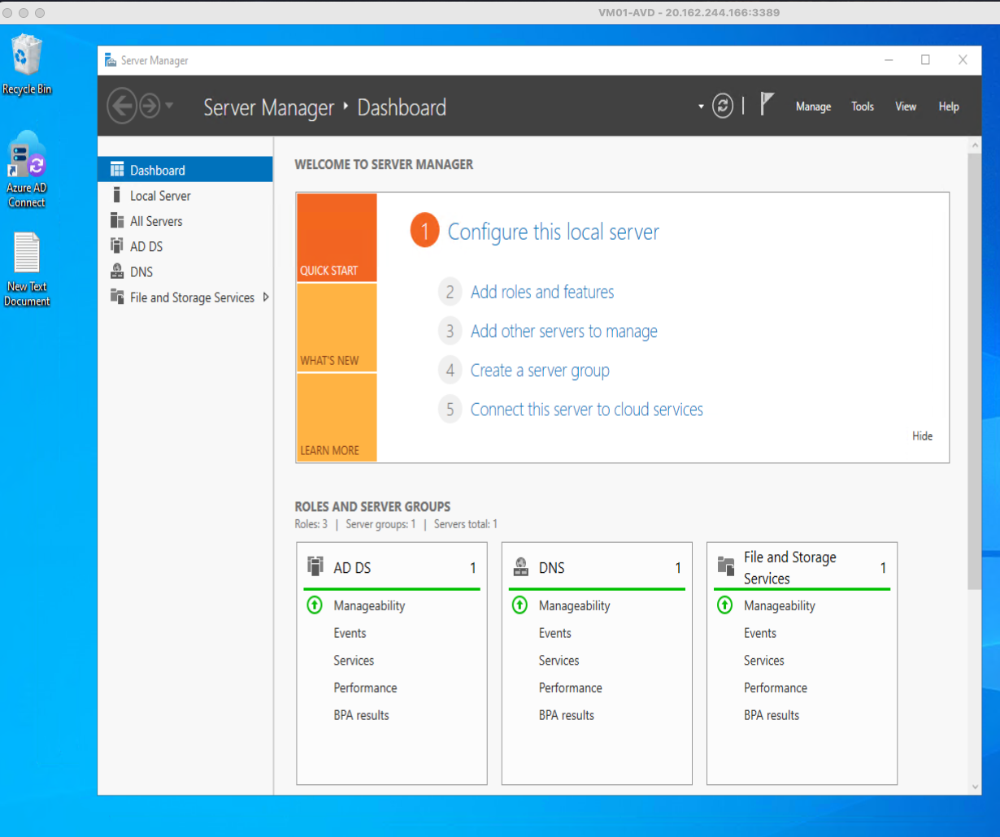 VM01-AVD - 20.162.244.166:3389
Recycle Bin
Azure AD
Connect
New Text
Document
Server Manager
Server Manager ‣ Dashboard
Manage
Tools
View
Help
Dashboard
Local Server
All Servers
AD DS
DNS
File and Storage Services
WELCOME TO SERVER MANAGER
QUICK START
WHAT'S NEW
LEARN MORE
1 Configure this local server
2 Add roles and features
3 Add other servers to manage
4 Create a server group
5 Connect this server to cloud services
Hide
ROLES AND SERVER GROUPS
Roles: 3 | Server groups: 1 | Servers total: 1
AD DS 1
Manageability
Events
Services
Performance
BPA results
DNS 1
Manageability
Events
Services
Performance
BPA results
File and Storage
Services 1
Manageability
Events
Services
Performance
BPA results